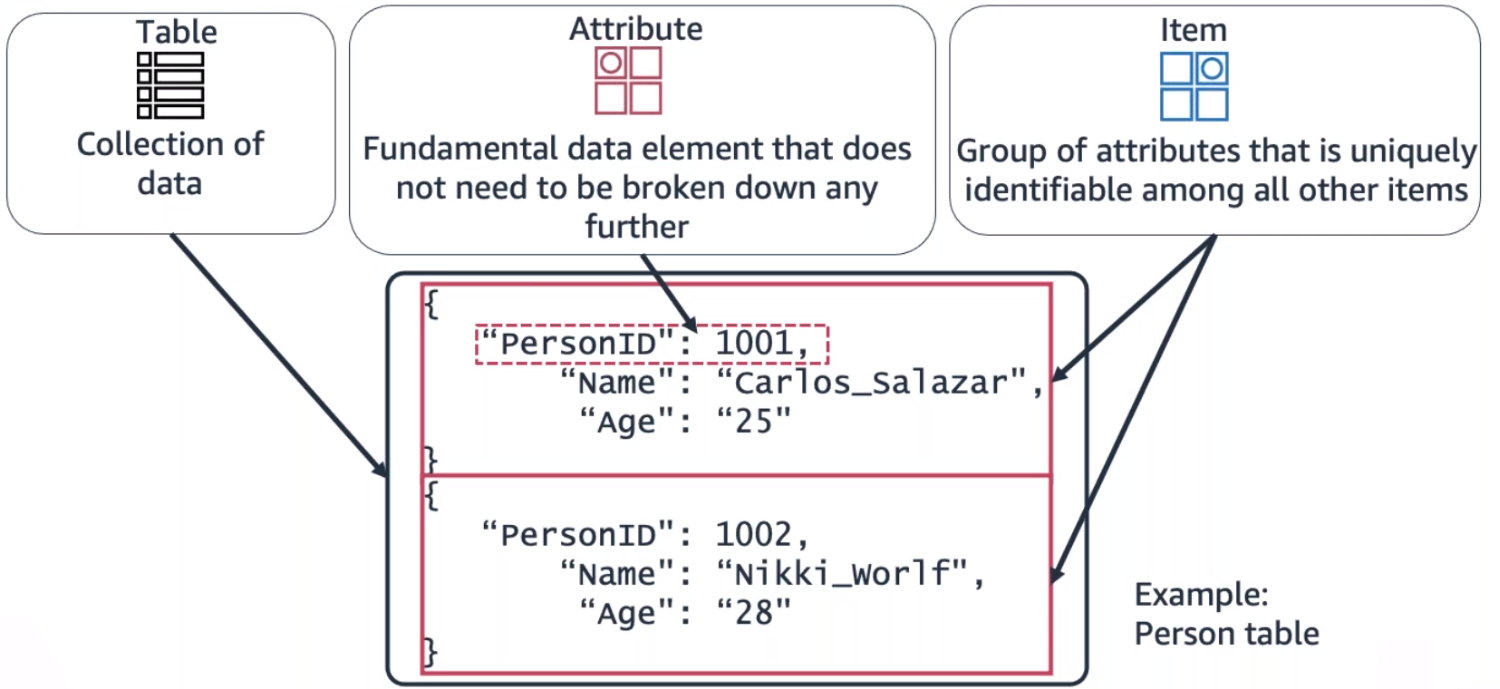 Table
Collection of
data
Attribute
Fundamental data element that does
not need to be broken down any
further
Item
Group of attributes that is uniquely
identifiable among all other items
{
“PersonID": 1001,
“Name": “Carlos_Salazar",
“Age": “25"
}
{
“PersonID": 1002,
“Name": “Nikki_Worlf",
“Age": “28"
}
Example:
Person table